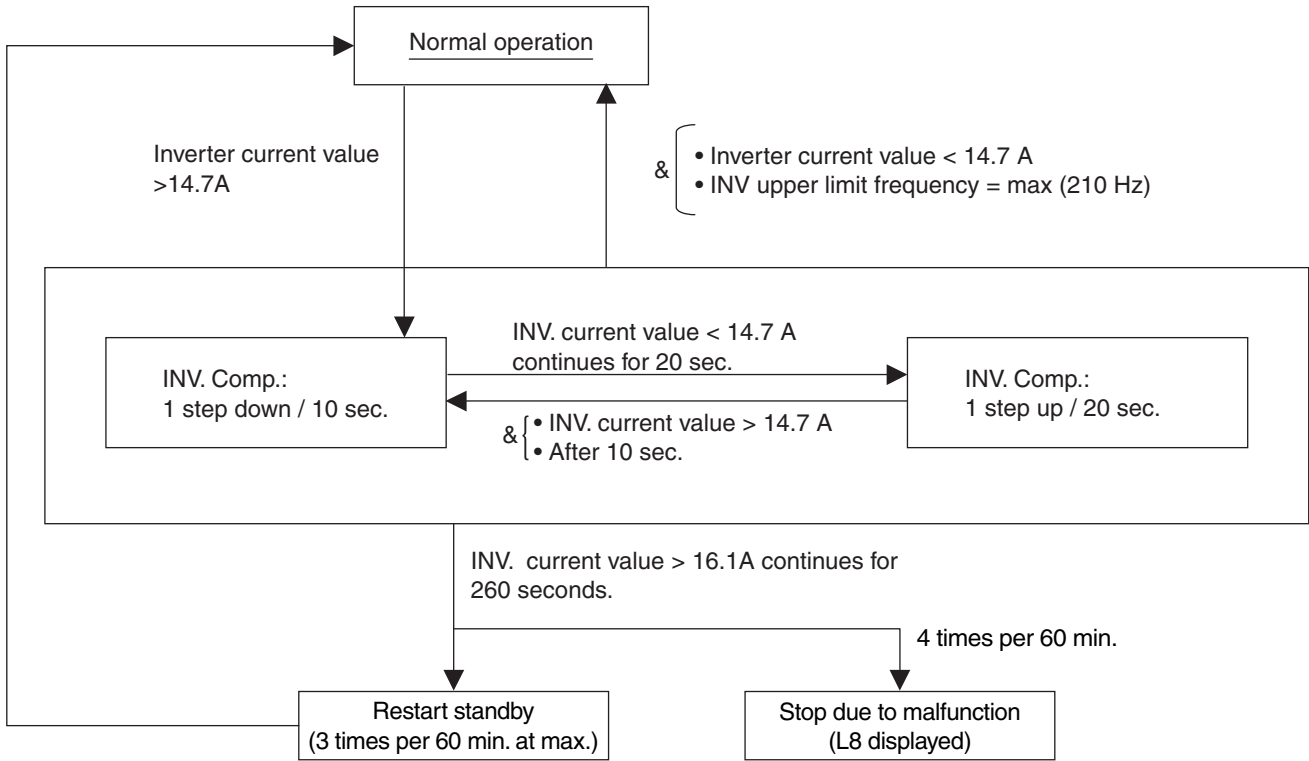 Normal operation
Inverter current value
>14.7A
&
• Inverter current value < 14.7 A
• INV upper limit frequency = max (210 Hz)
INV. Comp.:
1 step down / 10 sec.
INV. current value < 14.7 A
continues for 20 sec.
&
• INV. current value > 14.7 A
• After 10 sec.
INV. Comp.:
1 step up / 20 sec.
INV.  current value > 16.1A continues for
260 seconds.
4 times per 60 min.
Restart standby
(3 times per 60 min. at max.)
Stop due to malfunction
(L8 displayed)